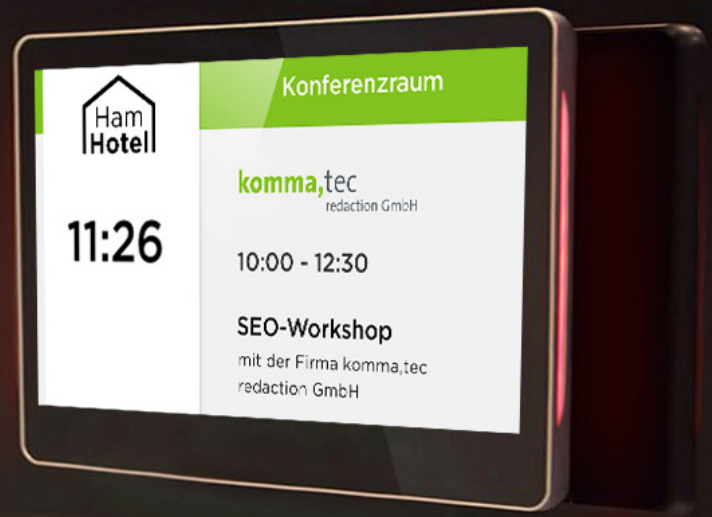 Ham
Hotel
11:26
Konferenzraum
komma,tec
redaction GmbH
10:00 - 12:30
SEO-Workshop
mit der Firma komma,tec
redaction GmbH